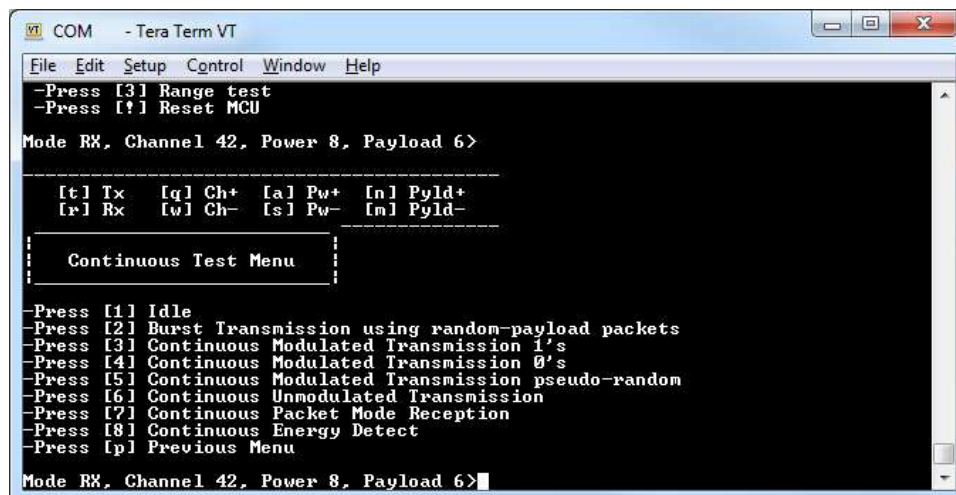 COM - Tera Term VT
File Edit Setup Control Window Help
-Press [3] Range test
-Press [!] Reset MCU
Mode RX, Channel 42, Power 8, Payload 6>
[t] Tx [q] Ch+ [a] Pw+ [n] Pyld+
[r] Rx [w] Ch- [s] Pw- [m] Pyld-
Continuous Test Menu
-Press [1] Idle
-Press [2] Burst Transmission using random-payload packets
-Press [3] Continuous Modulated Transmission 1's
-Press [4] Continuous Modulated Transmission 0's
-Press [5] Continuous Modulated Transmission pseudo-random
-Press [6] Continuous Unmodulated Transmission
-Press [7] Continuous Packet Mode Reception
-Press [8] Continuous Energy Detect
-Press [p] Previous Menu
Mode RX, Channel 42, Power 8, Payload 6>